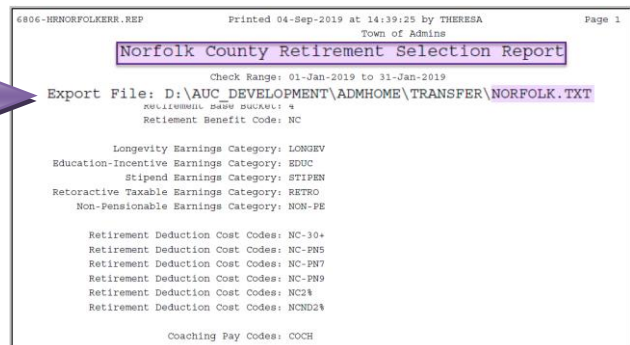 6806-HRNORFOLKERR.REP Printed 04-Sep-2019 at 14:39:25 by THERESA Page 1
Town of Admins
Norfolk County Retirement Selection Report
Check Range: 01-Jan-2019 to 31-Jan-2019
Export File: D:\AUC_DEVELOPMENT\ADMHOME\TRANSFER\NORFOLK.TXT
Retirement Base Bucket: 4
Retiement Benefit Code: NC
Longevity Earnings Category: LONGEV
Education-Incentive Earnings Category: EDUC
Stipend Earnings Category: STIPEN
Retoractive Taxable Earnings Category: RETRO
Non-Pensionable Earnings Category: NON-PE
Retirement Deduction Cost Codes: NC-30+
Retirement Deduction Cost Codes: NC-PN5
Retirement Deduction Cost Codes: NC-PN7
Retirement Deduction Cost Codes: NC-PN9
Retirement Deduction Cost Codes: NC2%
Retirement Deduction Cost Codes: NCND2%
Coaching Pay Codes: COCH